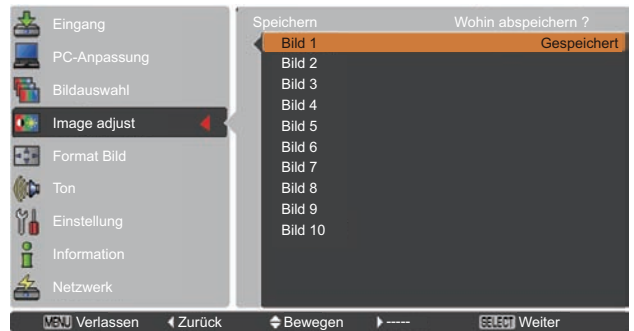 Eingang
PC-Anpassung
Bildauswahl
Image adjust
Format Bild
Ton
Einstellung
Information
Netzwerk
Speichern Wohin abspeichern ?
Bild 1 Gespeichert
Bild 2
Bild 3
Bild 4
Bild 5
Bild 6
Bild 7
Bild 8
Bild 9
Bild 10
MENU Verlassen Zurück Bewegen ----- SELECT Weiter